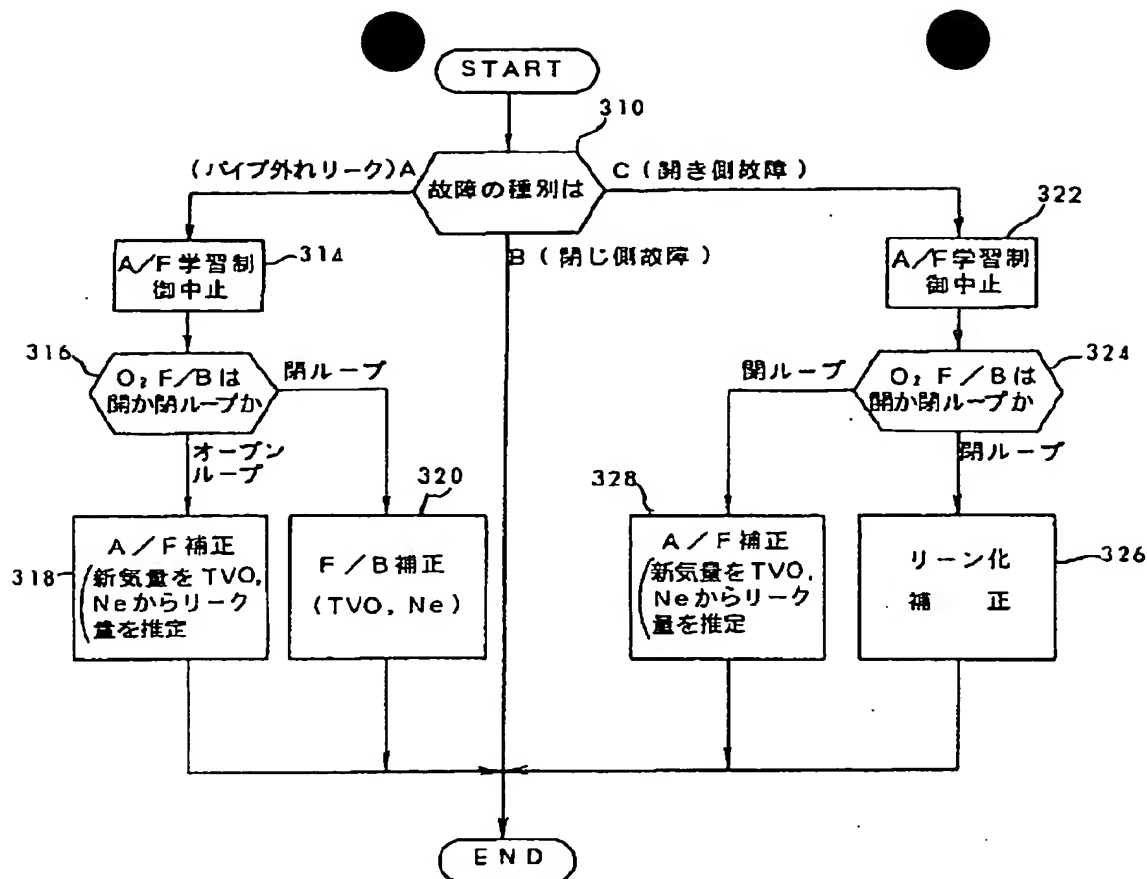 START
310
(パイプ外れリーク)A
故障の種別は
C(開き側故障)
B(閉じ側故障)
314
A/F学習制
御中止
322
A/F学習制
御中止
316
O₂ F/Bは
開か閉ループか
閉ループ
オープン
ループ
324
O₂ F/Bは
開か閉ループか
開ループ
閉ループ
318
A/F補正
(新気量をTVO,
Neからリーク
量を推定
320
F/B補正
(TVO, Ne)
328
A/F補正
(新気量をTVO,
Neからリーク
量を推定
326
リーン化
補 正
END